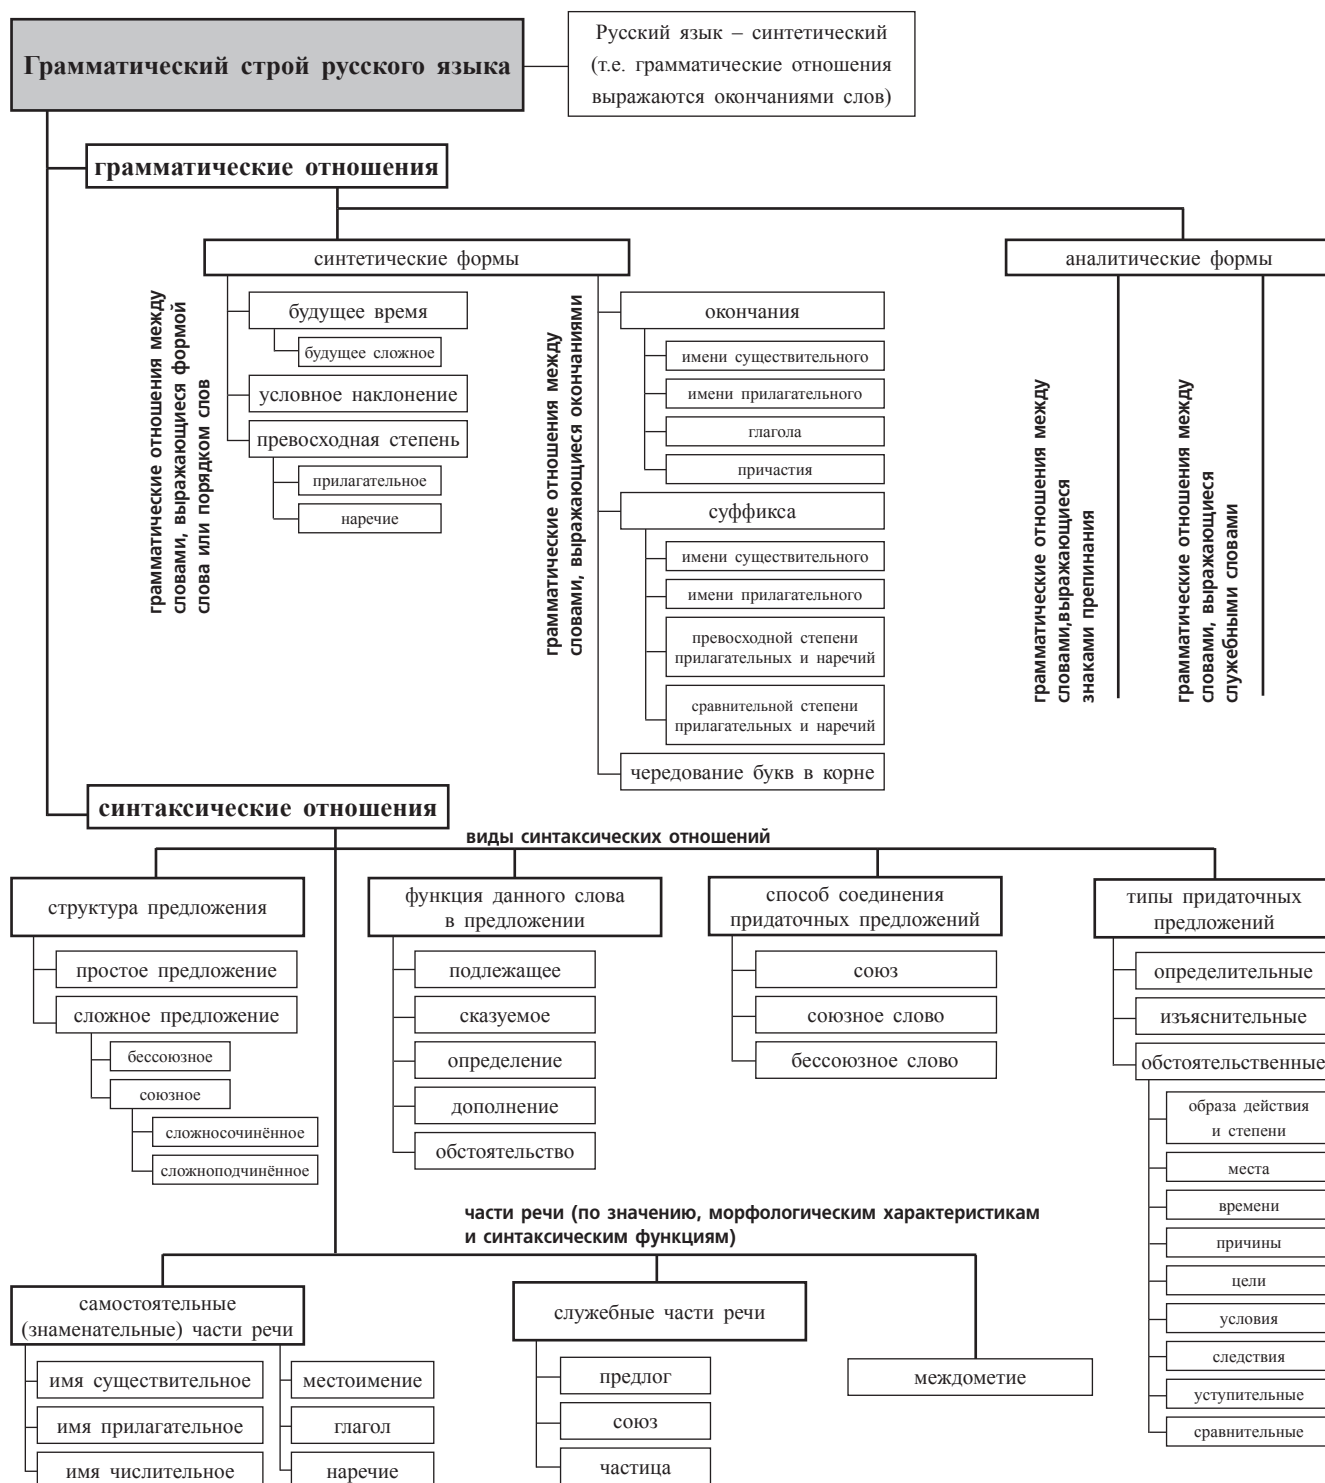 Грамматический строй русского языка
Русский язык – синтетический
(т.е. грамматические отношения
выражаются окончаниями слов)
грамматические отношения
синтетические формы
грамматические отношения между
словами, выражающиеся формой
слова или порядком слов
будущее время
будущее сложное
условное наклонение
превосходная степень
прилагательное
наречие
грамматические отношения между
словами, выражающиеся окончаниями
окончания
имени существительного
имени прилагательного
глагола
причастия
суффикса
имени существительного
имени прилагательного
превосходной степени
прилагательных и наречий
сравнительной степени
прилагательных и наречий
чередование букв в корне
аналитические формы
грамматические отношения между
словами,выражающиеся
знаками препинания
грамматические отношения между
словами, выражающиеся
служебными словами
синтаксические отношения
виды синтаксических отношений
структура предложения
простое предложение
сложное предложение
бессоюзное
союзное
сложносочинённое
сложноподчинённое
функция данного слова
в предложении
подлежащее
сказуемое
определение
дополнение
обстоятельство
способ соединения
придаточных предложений
союз
союзное слово
бессоюзное слово
типы придаточных
предложений
определительные
изъяснительные
обстоятельственные
образа действия
и степени
места
времени
причины
цели
условия
следствия
уступительные
сравнительные
части речи (по значению, морфологическим характеристикам
и синтаксическим функциям)
самостоятельные
(знаменательные) части речи
имя существительное
имя прилагательное
имя числительное
местоимение
глагол
наречие
служебные части речи
предлог
союз
частица
междометие